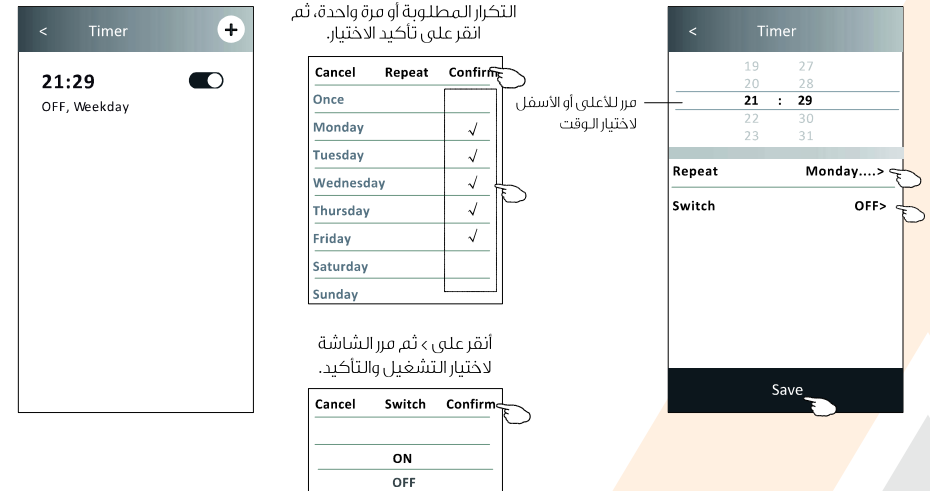 < Timer +
21:29
OFF, Weekday
التكرار المطلوبة أو مرة واحدة، ثم
انقر على تأكيد الاختيار.
Cancel Repeat Confirm
Once
Monday √
Tuesday √
Wednesday √
Thursday √
Friday √
Saturday
Sunday
أنقر على > ثم مرر الشاشة
لاختيار التشغيل والتأكيد.
Cancel Switch Confirm
ON
OFF
مرر للأعلى أو الأسفل
لاختيار الوقت
< Timer
19 27
20 28
21 : 29
22 30
23 31
Repeat Monday....>
Switch OFF>
Save